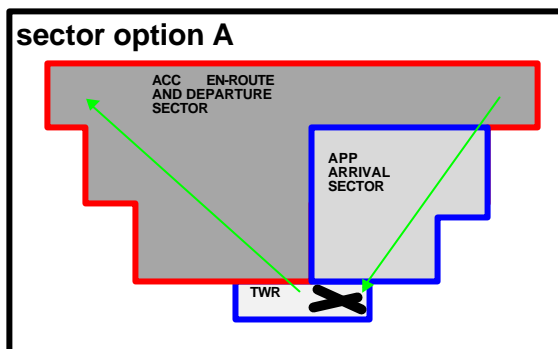 sector option A
ACC EN-ROUTE
AND DEPARTURE
SECTOR
APP
ARRIVAL
SECTOR
TWR